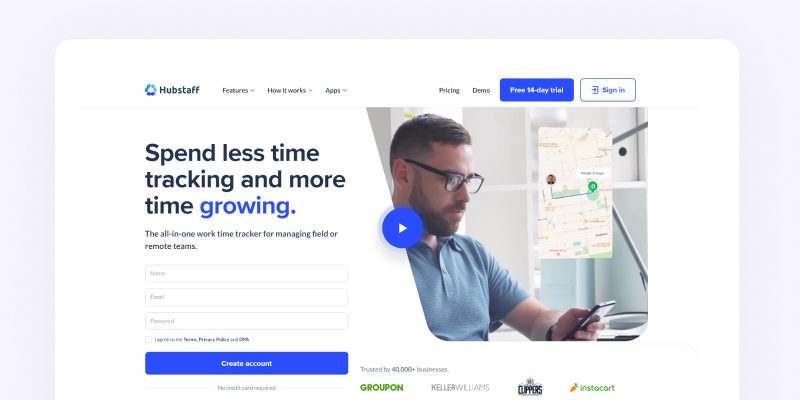 Hubstaff
Features
How it works
Apps
Pricing
Demo
Free 14-day trial
Sign in
Spend less time
tracking and more
time growing.
The all-in-one work time tracker for managing field or
remote teams.
Name
Email
Password
I agree to the Terms, Privacy Policy and DPA
Create account
No credit card required
Trusted by 40,000+ businesses.
GROUPON
KELLERWILLIAMS
CLIPPERS
instacart